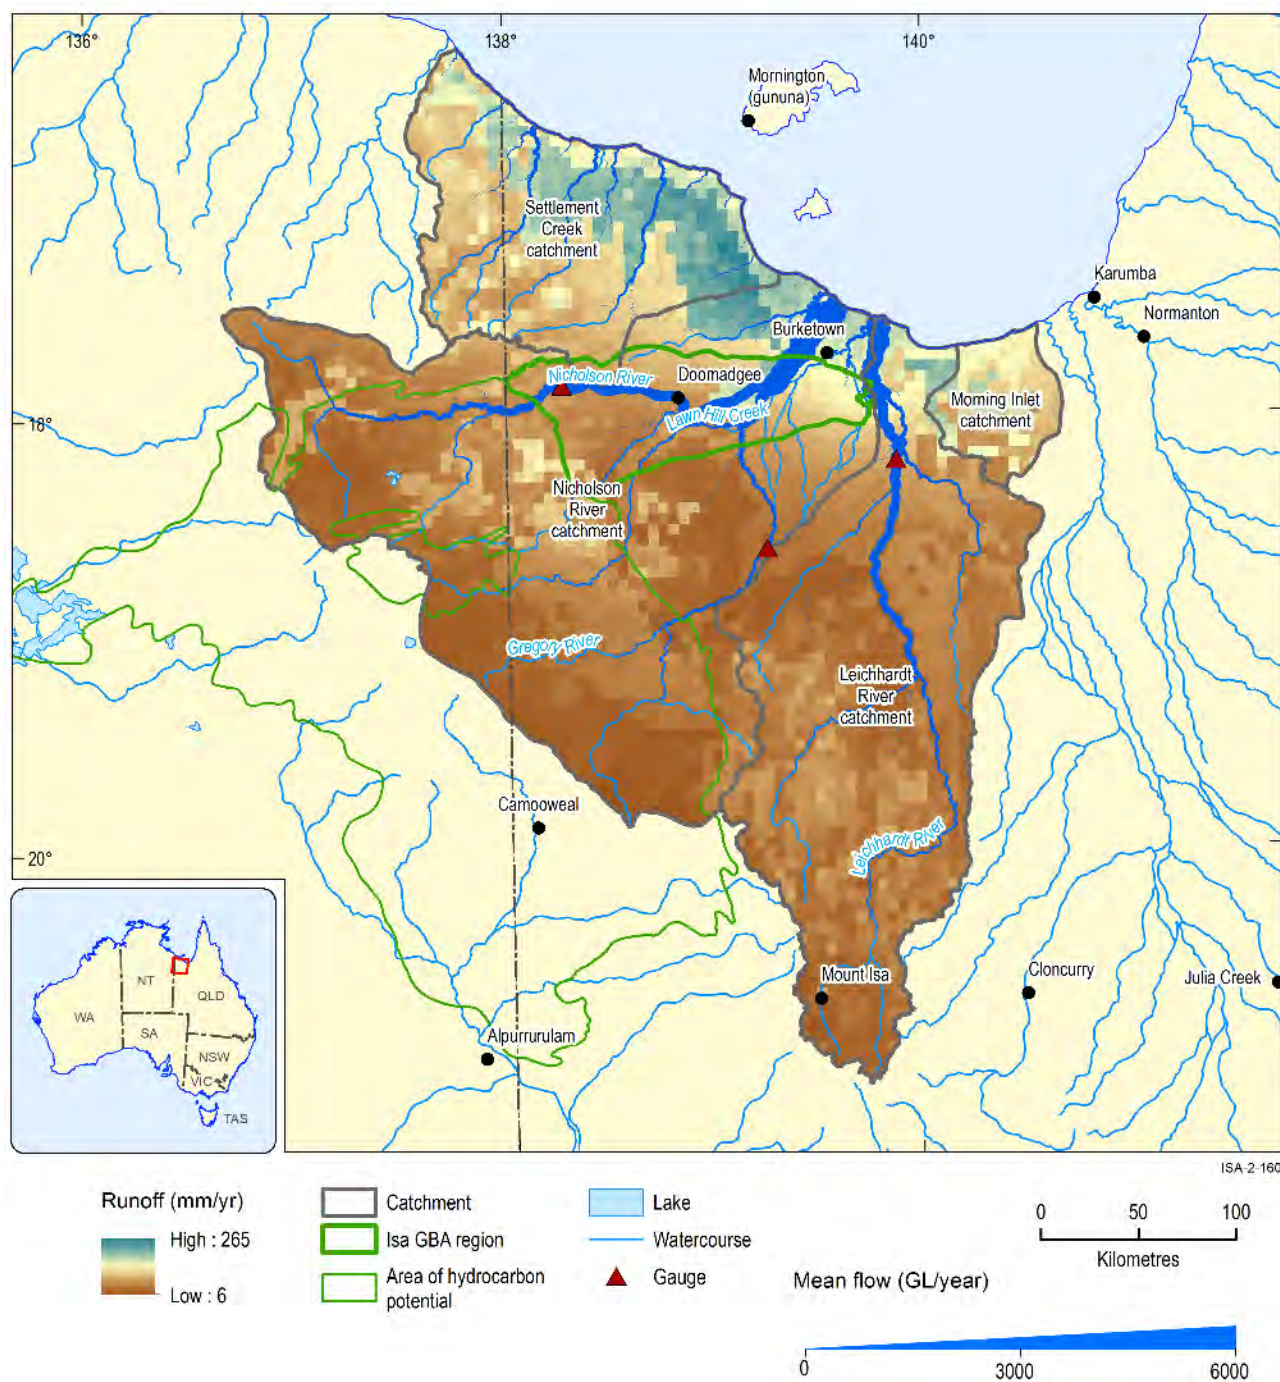 136°
138°
140°
Mornington
(gununa)
Settlement
Creek
catchment
Karumba
Normanton
Burketown
Nicholson River
Doomadgee
Lawn Hill Creek
Morning Inlet
catchment
18°
Nicholson
River
catchment
Gregory River
Leichhardt
River
catchment
Camooweal
Leichhardt River
20°
Mount Isa
Cloncurry
Julia Creek
Alpurrurulam
NT
QLD
WA
SA
NSW
VIC
TAS
ISA-2-160
Runoff (mm/yr)
High : 265
Low : 6
Catchment
Isa GBA region
Area of hydrocarbon
potential
Lake
Watercourse
Gauge
0 50 100
Kilometres
Mean flow (GL/year)
0 3000 6000